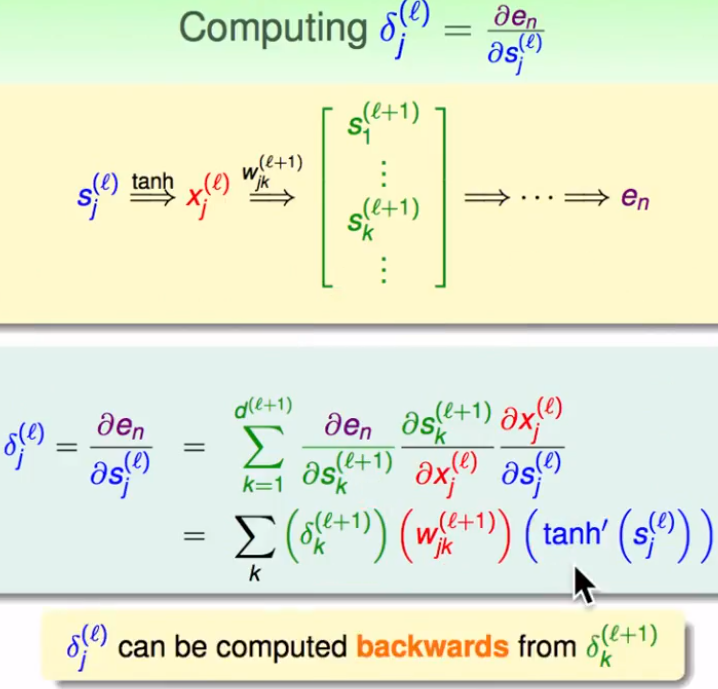 Computing δ_j^(ℓ) = ∂e_n / ∂s_j^(ℓ)
s_j^(ℓ) tanh ⟹ x_j^(ℓ) w_jk^(ℓ+1) ⟹ [ s_1^(ℓ+1) ⋮ s_k^(ℓ+1) ⋮ ] ⟹ ⋯ ⟹ e_n
δ_j^(ℓ) = ∂e_n / ∂s_j^(ℓ) = ∑_{k=1}^{d^(ℓ+1)} ∂e_n / ∂s_k^(ℓ+1) ∂s_k^(ℓ+1) / ∂x_j^(ℓ) ∂x_j^(ℓ) / ∂s_j^(ℓ)
= ∑_k (δ_k^(ℓ+1)) (w_jk^(ℓ+1)) (tanh′ (s_j^(ℓ)))
δ_j^(ℓ) can be computed backwards from δ_k^(ℓ+1)